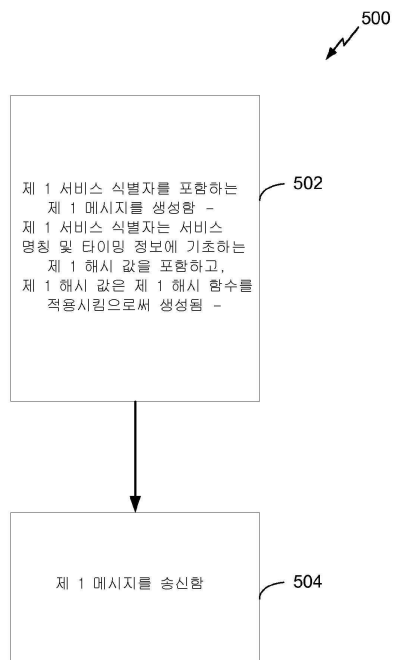 500
제 1 서비스 식별자를 포함하는
제 1 메시지를 생성함 –
제 1 서비스 식별자는 서비스
명칭 및 타이밍 정보에 기초하는
제 1 해시 값을 포함하고,
제 1 해시 값은 제 1 해시 함수를
적용시킴으로써 생성됨 –
502
제 1 메시지를 송신함
504